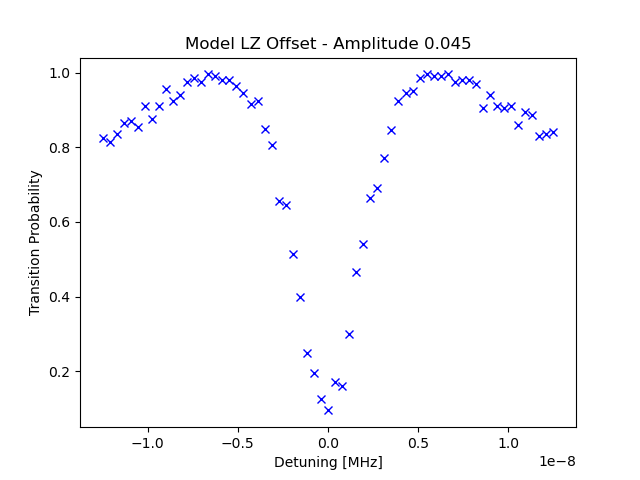 Model LZ Offset - Amplitude 0.045
1.0
0.8
0.6
0.4
0.2
Transition Probability
−1.0 −0.5 0.0 0.5 1.0
1e−8
Detuning [MHz]